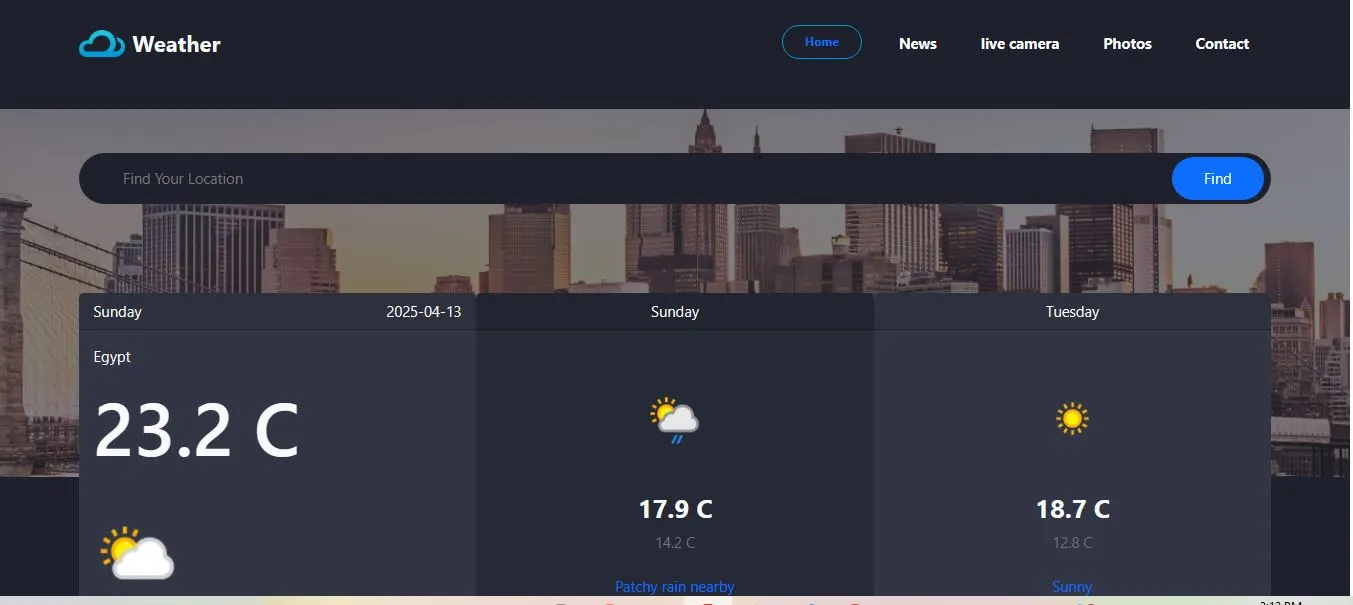 Weather
Home News live camera Photos Contact
Find Your Location Find
Sunday 2025-04-13 Sunday Tuesday
Egypt
23.2 C
17.9 C 18.7 C
14.2 C 12.8 C
Patchy rain nearby Sunny